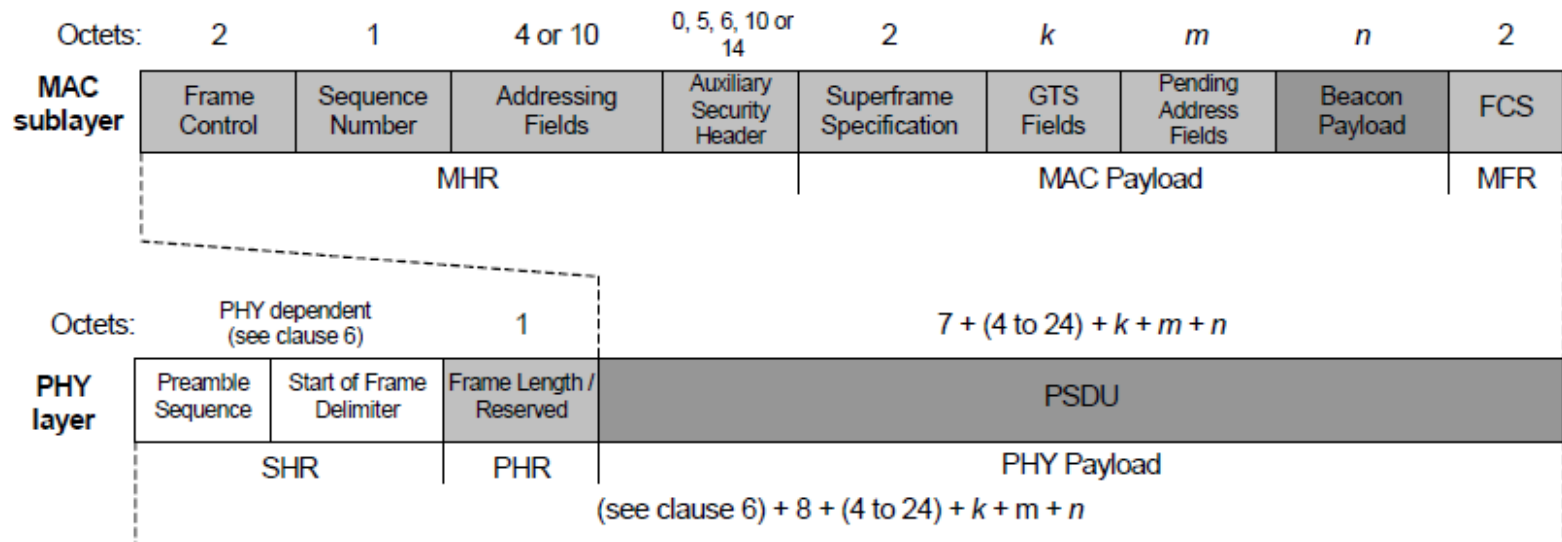 Octets: 2 1 4 or 10 0, 5, 6, 10 or 14 2 k m n 2
MAC sublayer
Frame Control
Sequence Number
Addressing Fields
Auxiliary Security Header
Superframe Specification
GTS Fields
Pending Address Fields
Beacon Payload
FCS
MHR MAC Payload MFR
Octets: PHY dependent (see clause 6) 1 7 + (4 to 24) + k + m + n
PHY layer
Preamble Sequence
Start of Frame Delimiter
Frame Length / Reserved
PSDU
SHR PHR PHY Payload
(see clause 6) + 8 + (4 to 24) + k + m + n